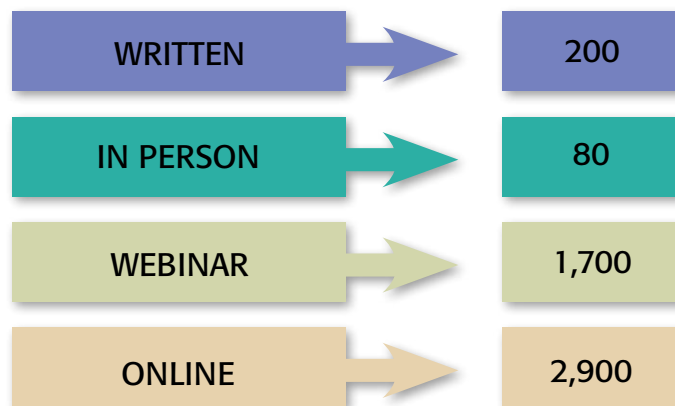 WRITTEN 200
IN PERSON 80
WEBINAR 1,700
ONLINE 2,900